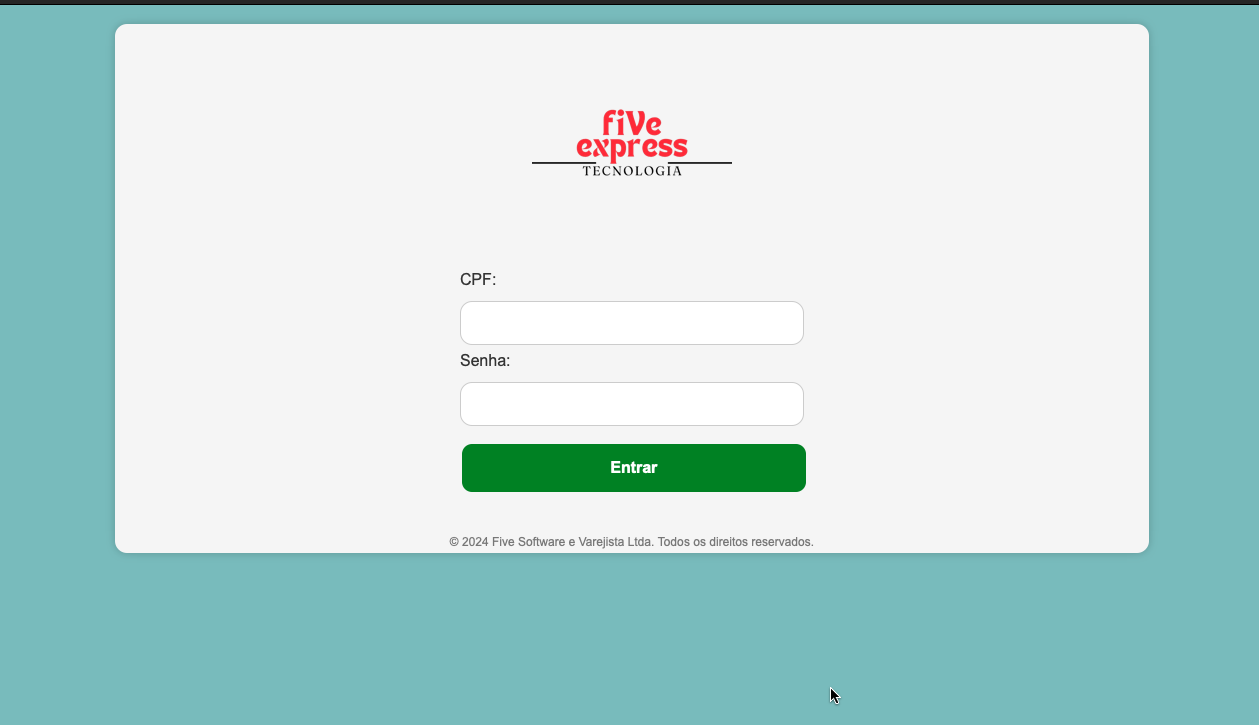 fiVe
express
TECNOLOGIA
CPF:
Senha:
Entrar
© 2024 Five Software e Varejista Ltda. Todos os direitos reservados.